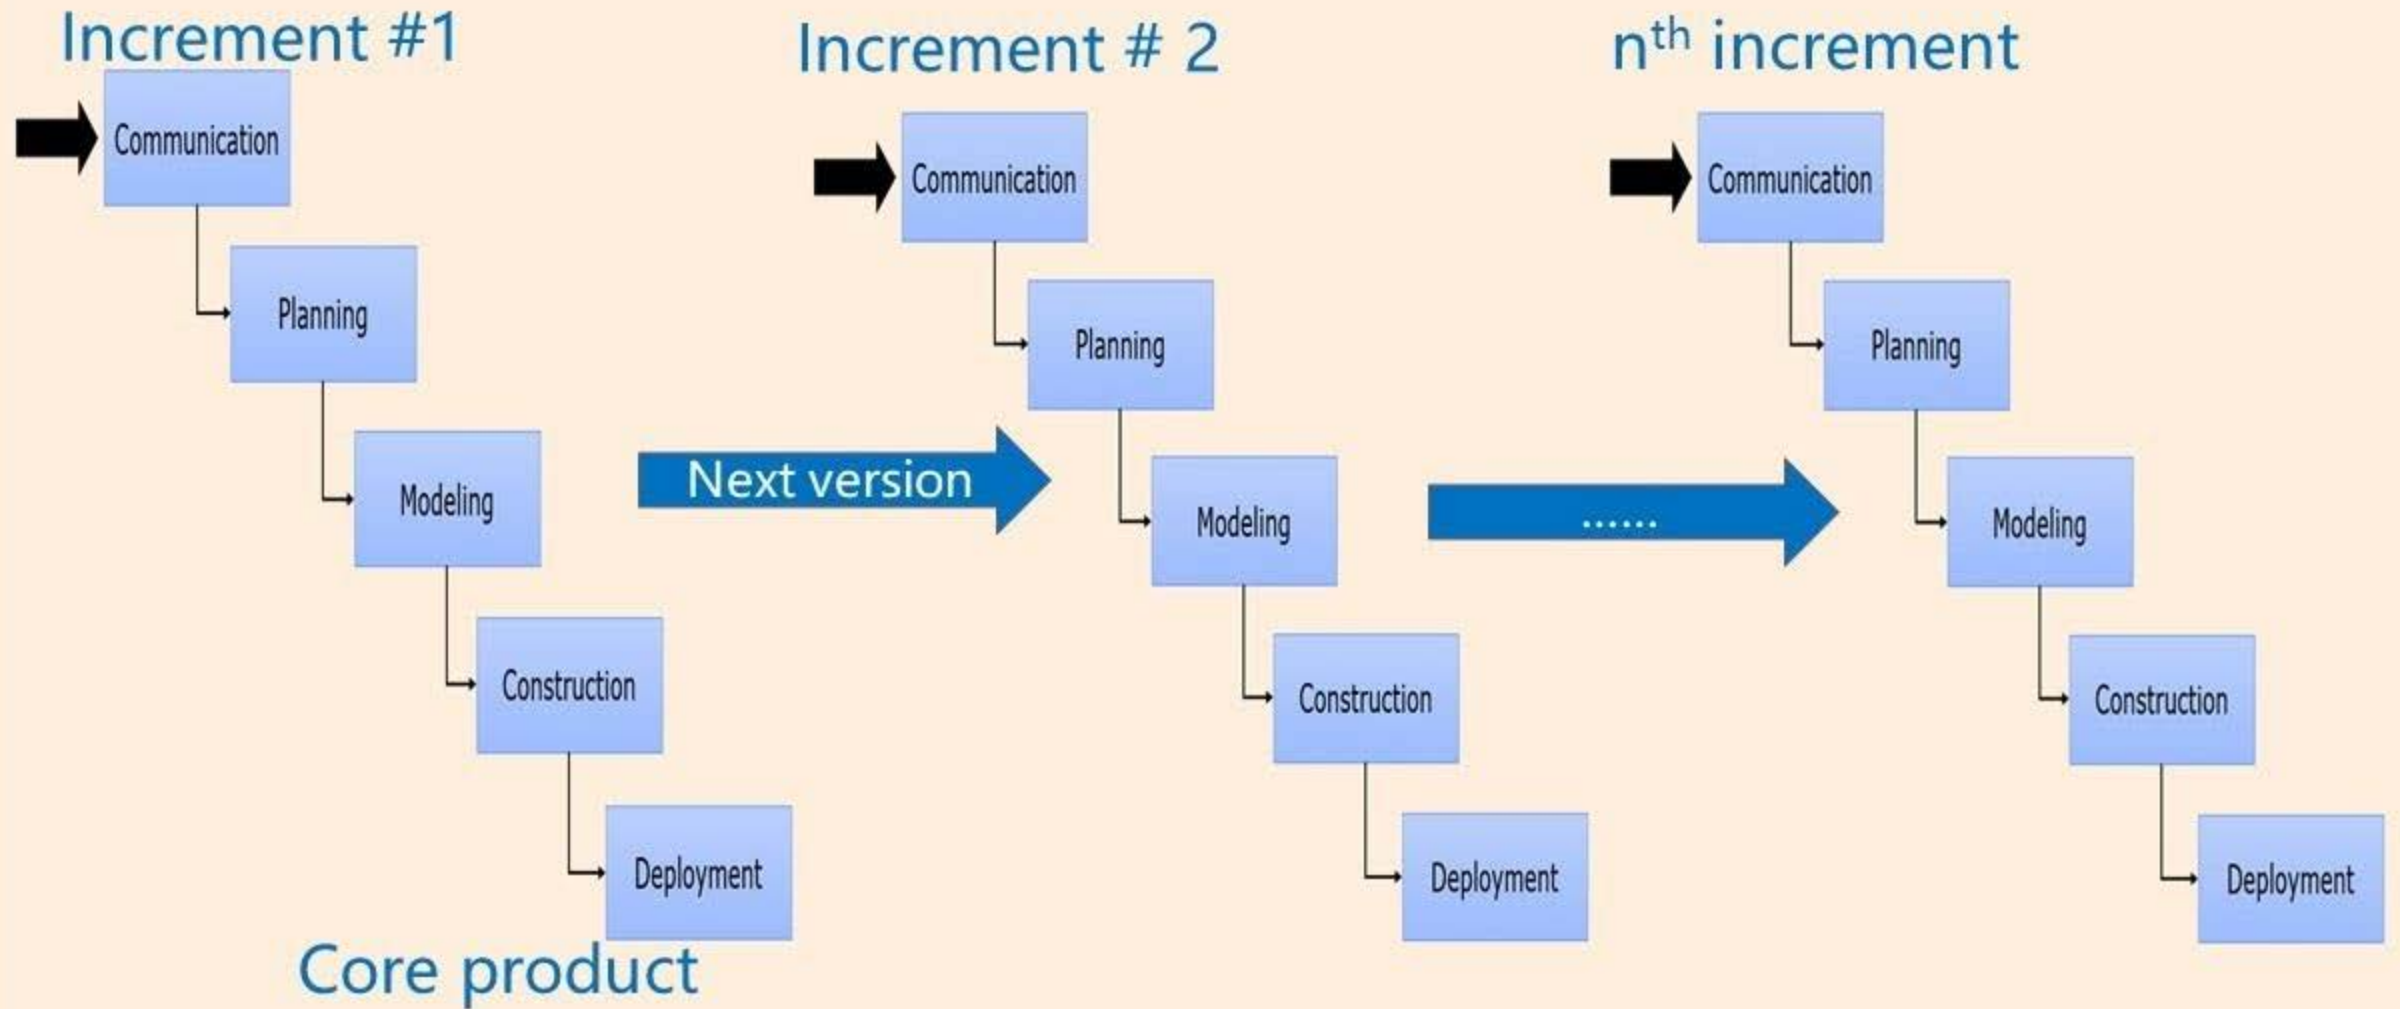 Increment #1
Communication
Planning
Modeling
Construction
Deployment
Core product
Next version
Increment # 2
Communication
Planning
Modeling
Construction
Deployment
......
nth increment
Communication
Planning
Modeling
Construction
Deployment